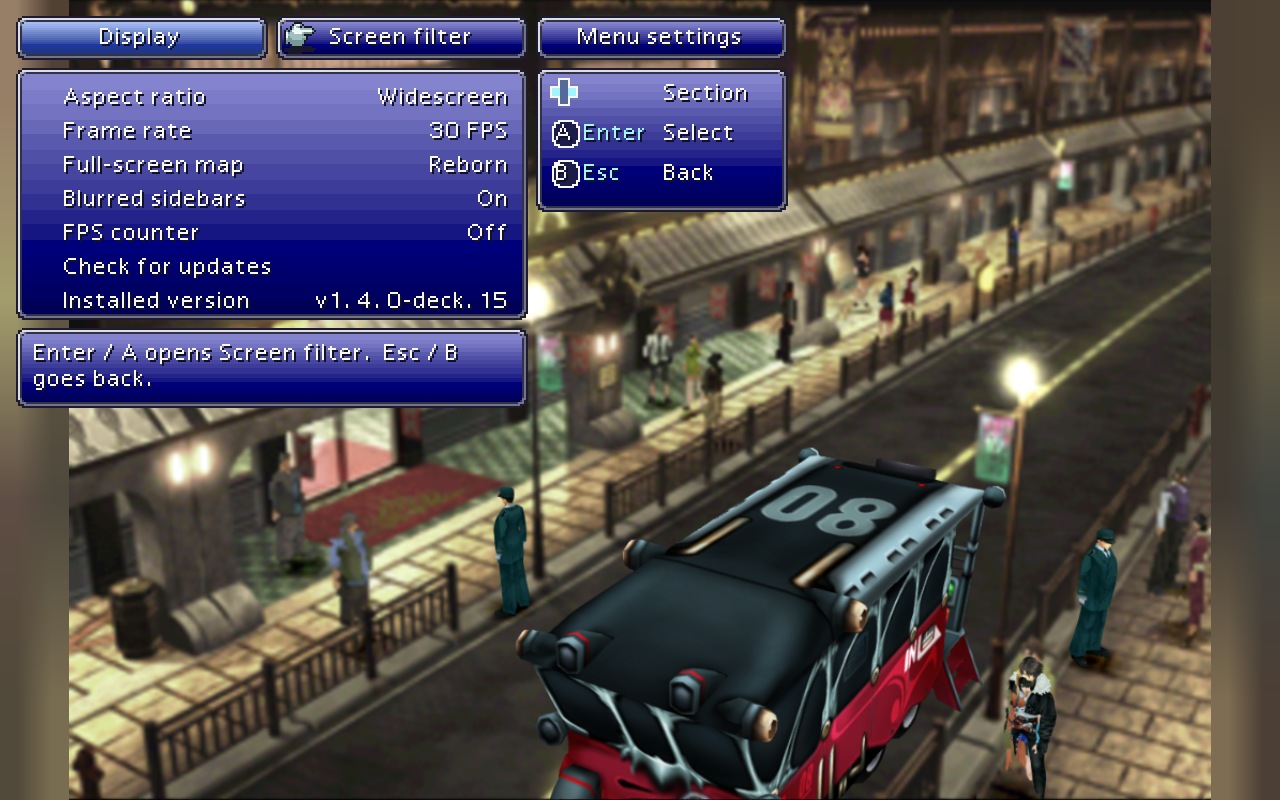 Display
Screen filter
Menu settings
Aspect ratio Widescreen
Frame rate 30 FPS
Full-screen map Reborn
Blurred sidebars On
FPS counter Off
Check for updates
Installed version v1.4.0-deck.15
Section
A Enter Select
B Esc Back
Enter / A opens Screen filter. Esc / B
goes back.
08